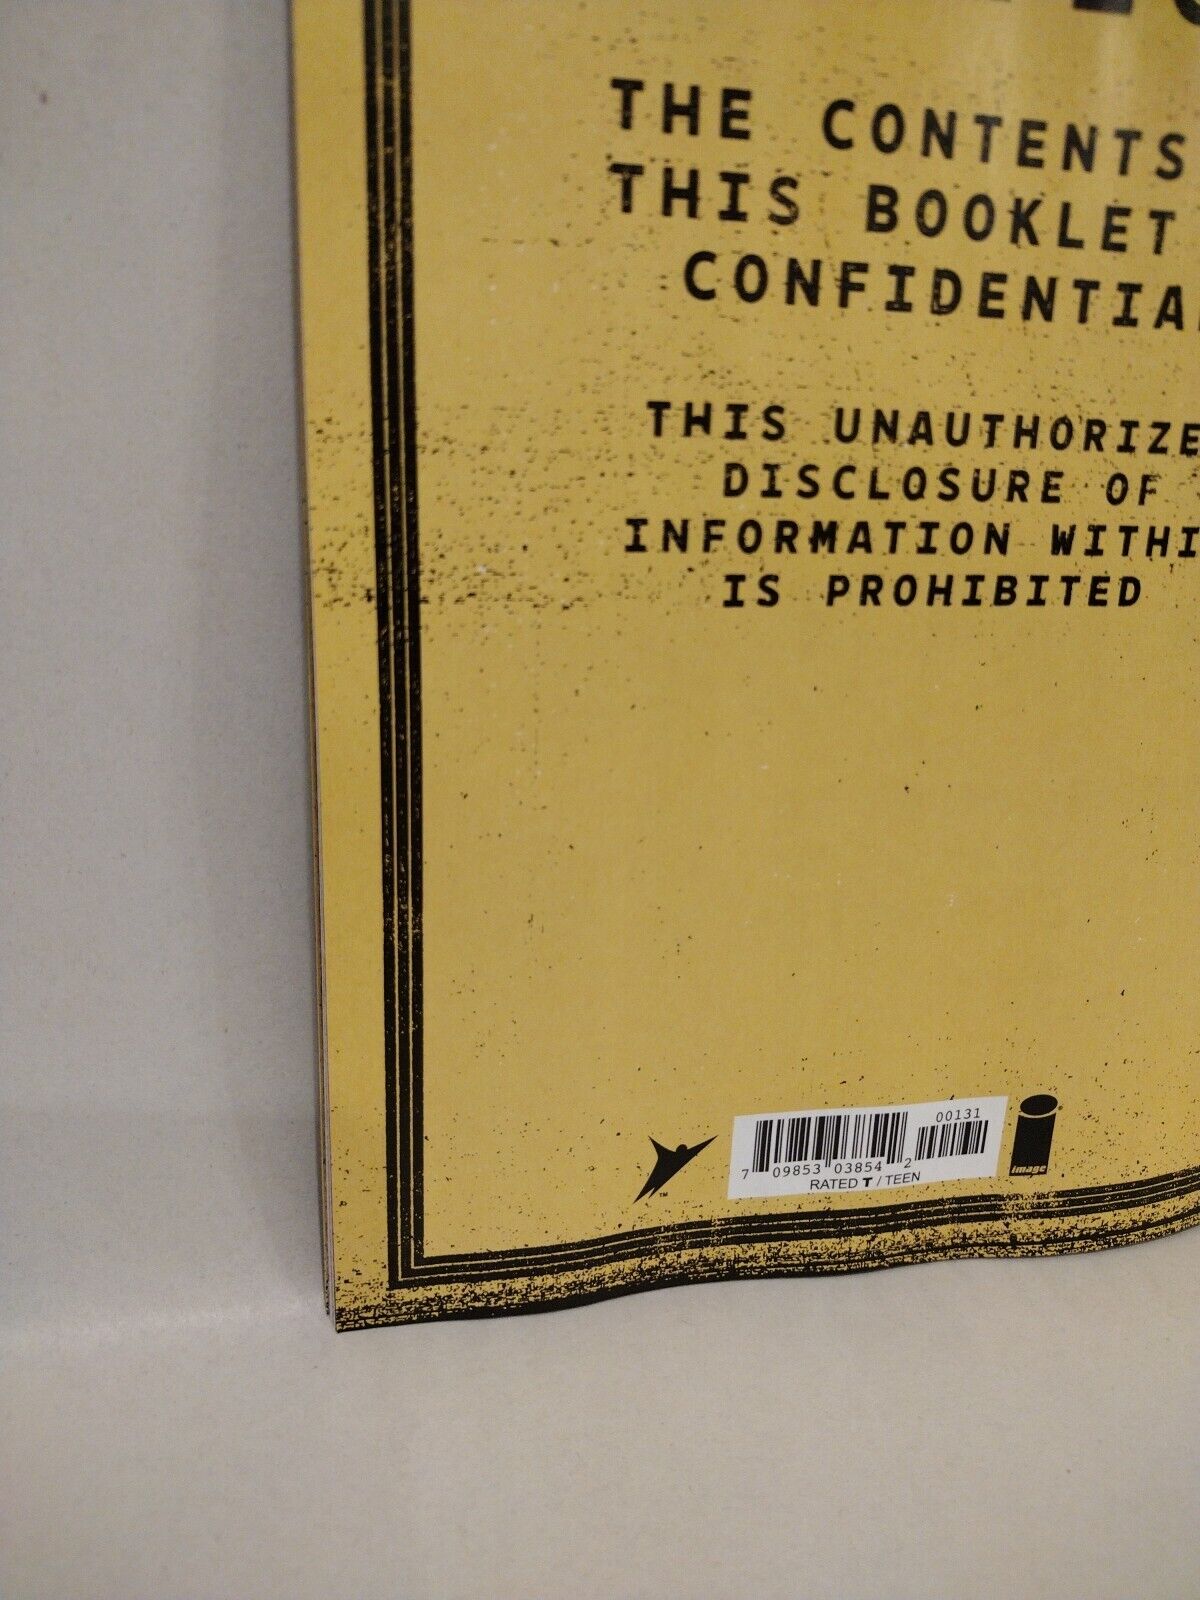 THE CONTENTS
THIS BOOKLET
CONFIDENTIA
THIS UNAUTHORIZE
DISCLOSURE OF
INFORMATION WITHI
IS PROHIBITED
00131
7 09853 03854 2
RATED T / TEEN
TM
image